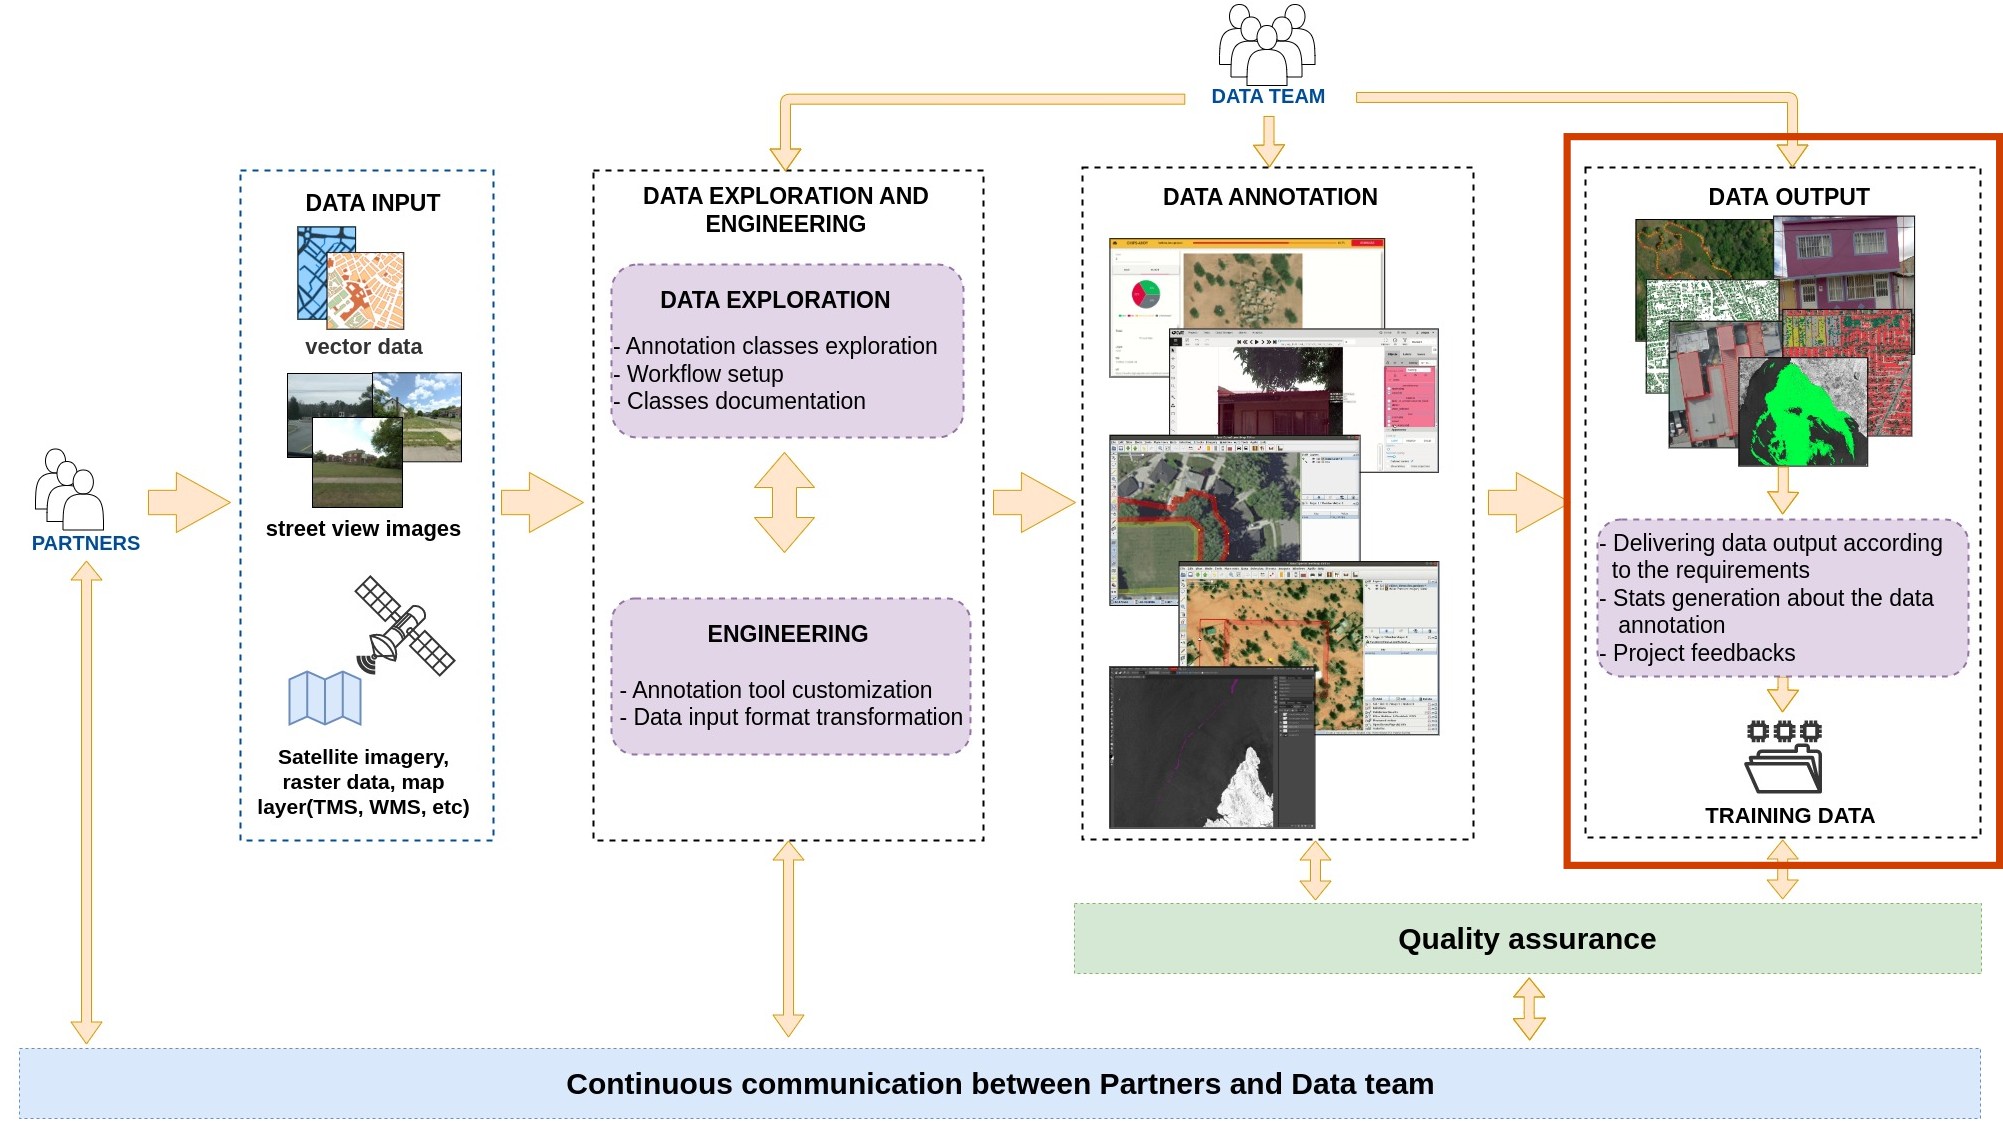 DATA TEAM
DATA INPUT
vector data
street view images
Satellite imagery,
raster data, map
layer(TMS, WMS, etc)
PARTNERS
DATA EXPLORATION AND
ENGINEERING
DATA EXPLORATION
- Annotation classes exploration
- Workflow setup
- Classes documentation
ENGINEERING
- Annotation tool customization
- Data input format transformation
DATA ANNOTATION
DATA OUTPUT
- Delivering data output according
to the requirements
- Stats generation about the data
annotation
- Project feedbacks
TRAINING DATA
Quality assurance
Continuous communication between Partners and Data team